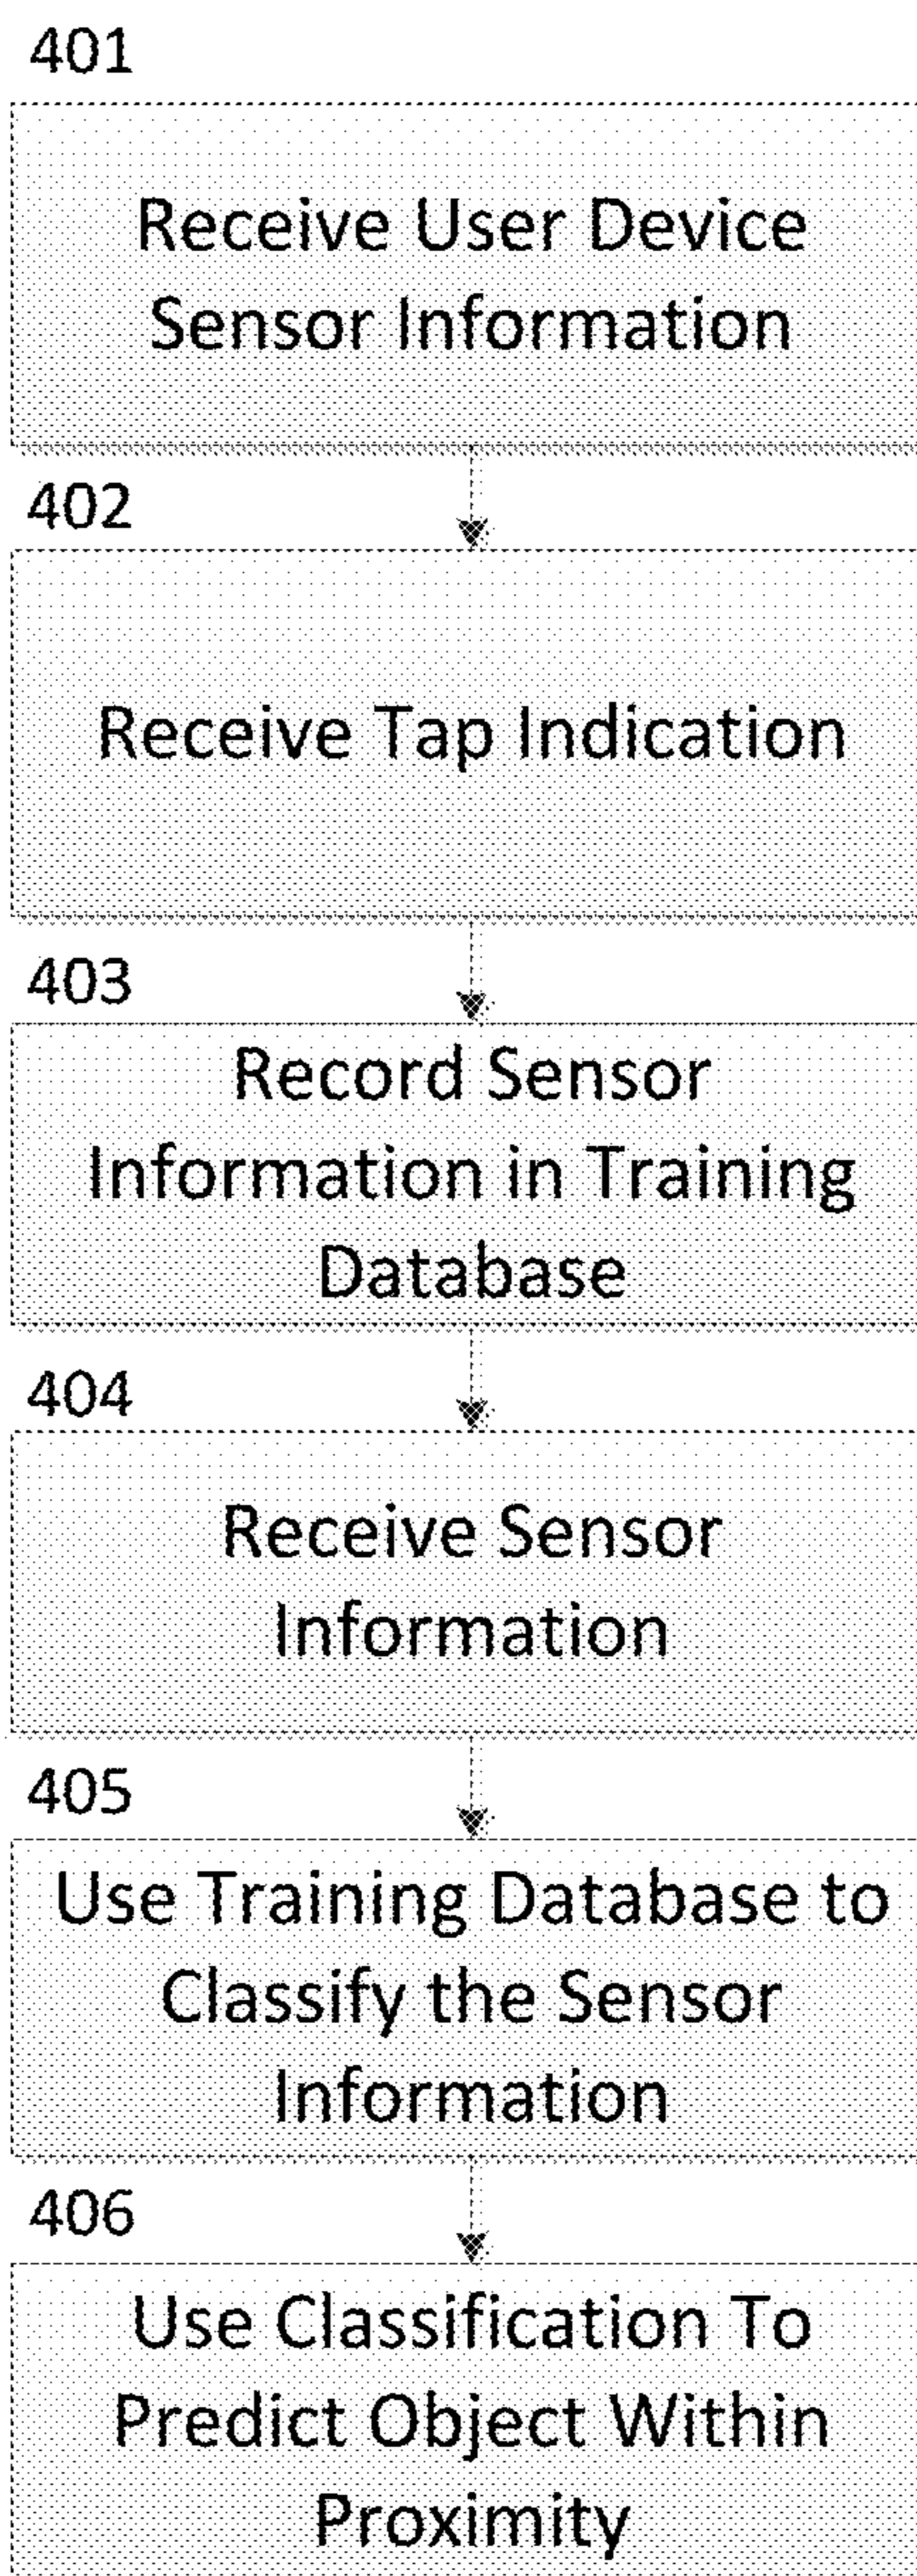 401
Receive User Device
Sensor Information
402
Receive Tap Indication
403
Record Sensor
Information in Training
Database
404
Receive Sensor
Information
405
Use Training Database to
Classify the Sensor
Information
406
Use Classification To
Predict Object Within
Proximity